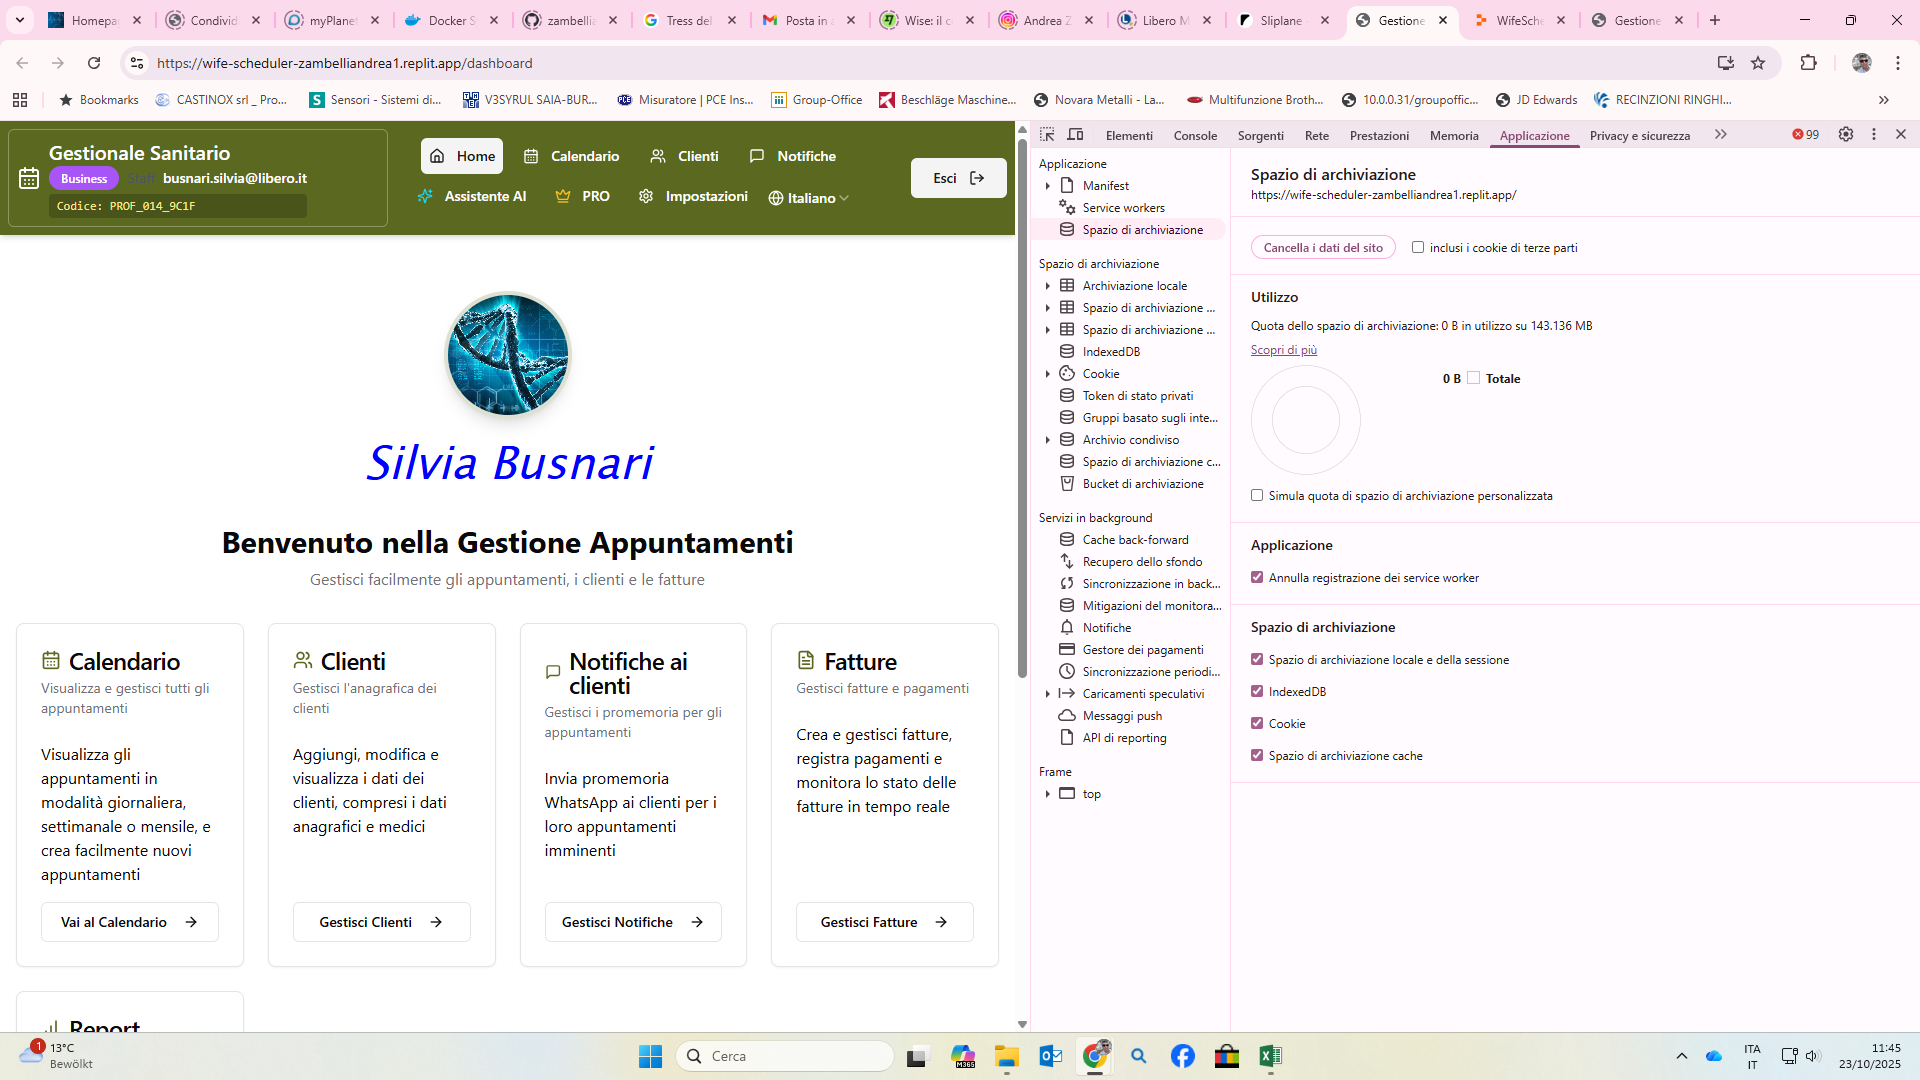 Homepag
Condivid
myPlanet
Docker S
zambellia
Tress del
Posta in a
Wise: il c
Andrea Z
Libero M
Sliplane
Gestione
WifeSche
Gestione
https://wife-scheduler-zambelliandrea1.replit.app/dashboard
Bookmarks
CASTINOX srl _ Pro...
Sensori - Sistemi di...
V3SYRUL SAIA-BUR...
Misuratore | PCE Ins...
Group-Office
Beschläge Maschine...
Novara Metalli - La...
Multifunzione Broth...
10.0.0.31/groupoffic...
JD Edwards
RECINZIONI RINGHI...
Gestionale Sanitario
Business Staff busnari.silvia@libero.it
Codice: PROF_014_9C1F
Home
Calendario
Clienti
Notifiche
Assistente AI
PRO
Impostazioni
Italiano
Esci
Silvia Busnari
Benvenuto nella Gestione Appuntamenti
Gestisci facilmente gli appuntamenti, i clienti e le fatture
Calendario
Visualizza e gestisci tutti gli
appuntamenti
Visualizza gli
appuntamenti in
modalità giornaliera,
settimanale o mensile, e
crea facilmente nuovi
appuntamenti
Vai al Calendario
Clienti
Gestisci l'anagrafica dei
clienti
Aggiungi, modifica e
visualizza i dati dei
clienti, compresi i dati
anagrafici e medici
Gestisci Clienti
Notifiche ai
clienti
Gestisci i promemoria per gli
appuntamenti
Invia promemoria
WhatsApp ai clienti per i
loro appuntamenti
imminenti
Gestisci Notifiche
Fatture
Gestisci fatture e pagamenti
Crea e gestisci fatture,
registra pagamenti e
monitora lo stato delle
fatture in tempo reale
Gestisci Fatture
Report
Elementi
Console
Sorgenti
Rete
Prestazioni
Memoria
Applicazione
Privacy e sicurezza
99
Applicazione
Manifest
Service workers
Spazio di archiviazione
Spazio di archiviazione
Archiviazione locale
Spazio di archiviazione ...
Spazio di archiviazione ...
IndexedDB
Cookie
Token di stato privati
Gruppi basato sugli inte...
Archivio condiviso
Spazio di archiviazione c...
Bucket di archiviazione
Servizi in background
Cache back-forward
Recupero dello sfondo
Sincronizzazione in back...
Mitigazioni del monitora...
Notifiche
Gestore dei pagamenti
Sincronizzazione periodi...
Caricamenti speculativi
Messaggi push
API di reporting
Frame
top
Spazio di archiviazione
https://wife-scheduler-zambelliandrea1.replit.app/
Cancella i dati del sito
inclusi i cookie di terze parti
Utilizzo
Quota dello spazio di archiviazione: 0 B in utilizzo su 143.136 MB
Scopri di più
0 B Totale
Simula quota di spazio di archiviazione personalizzata
Applicazione
Annulla registrazione dei service worker
Spazio di archiviazione
Spazio di archiviazione locale e della sessione
IndexedDB
Cookie
Spazio di archiviazione cache
1
13°C
Bewölkt
Cerca
M365
ITA
IT
11:45
23/10/2025